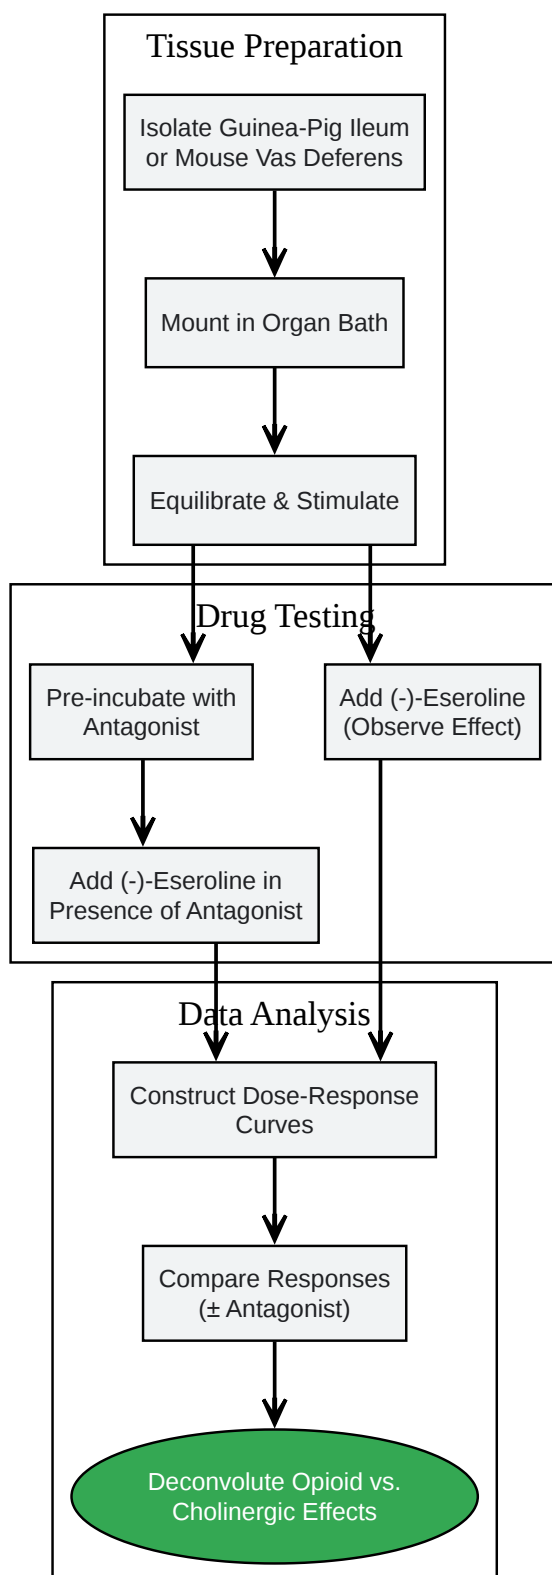 Tissue Preparation
Isolate Guinea-Pig Ileum
or Mouse Vas Deferens
Mount in Organ Bath
Equilibrate & Stimulate
Drug Testing
Pre-incubate with
Antagonist
Add (-)-Eseroline
(Observe Effect)
Add (-)-Eseroline in
Presence of Antagonist
Data Analysis
Construct Dose-Response
Curves
Compare Responses
(± Antagonist)
Deconvolute Opioid vs.
Cholinergic Effects